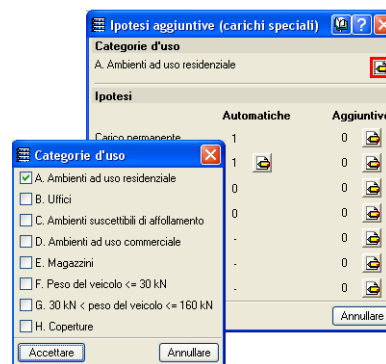 Ipotesi aggiuntive (carichi speciali)
Categorie d'uso
A. Ambienti ad uso residenziale
Ipotesi
Automatiche Aggiuntive
Carico permanente 1 0
1 0
0 0
0 0
- 0
- 0
- 0
Annullare
Categorie d'uso
A. Ambienti ad uso residenziale
B. Uffici
C. Ambienti suscettibili di affollamento
D. Ambienti ad uso commerciale
E. Magazzini
F. Peso del veicolo <= 30 kN
G. 30 kN < peso del veicolo <= 160 kN
H. Coperture
Accettare Annullare